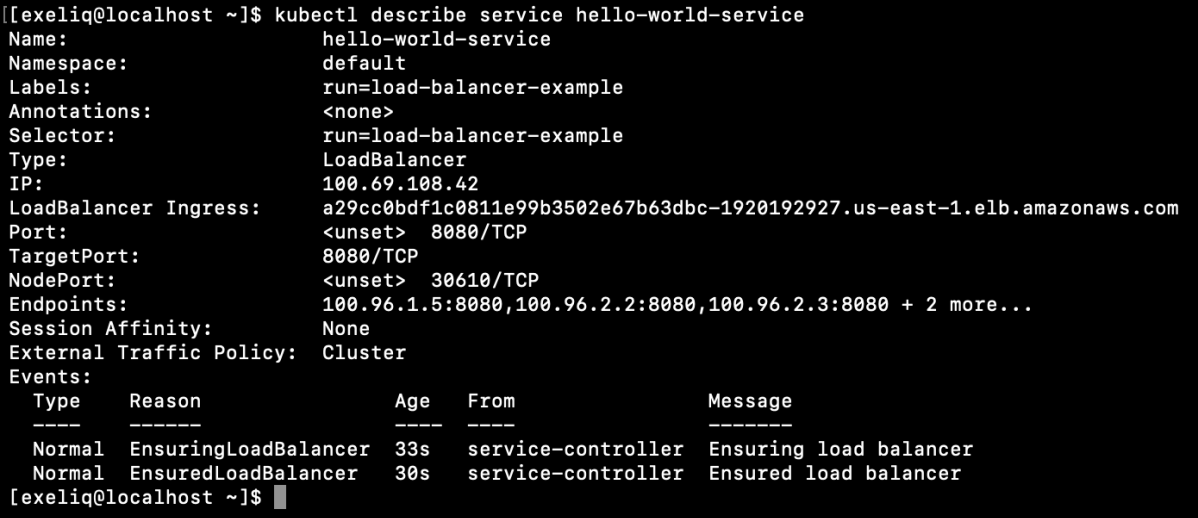 [[exeliq@localhost ~]$ kubectl describe service hello-world-service
Name:                     hello-world-service
Namespace:                default
Labels:                   run=load-balancer-example
Annotations:              <none>
Selector:                 run=load-balancer-example
Type:                     LoadBalancer
IP:                       100.69.108.42
LoadBalancer Ingress:     a29cc0bdf1c0811e99b3502e67b63dbc-1920192927.us-east-1.elb.amazonaws.com
Port:                     <unset>  8080/TCP
TargetPort:               8080/TCP
NodePort:                 <unset>  30610/TCP
Endpoints:                100.96.1.5:8080,100.96.2.2:8080,100.96.2.3:8080 + 2 more...
Session Affinity:         None
External Traffic Policy:  Cluster
Events:
  Type    Reason                Age   From                Message
  ----    ------                ----  ----                -------
  Normal  EnsuringLoadBalancer  33s   service-controller  Ensuring load balancer
  Normal  EnsuredLoadBalancer   30s   service-controller  Ensured load balancer
[exeliq@localhost ~]$